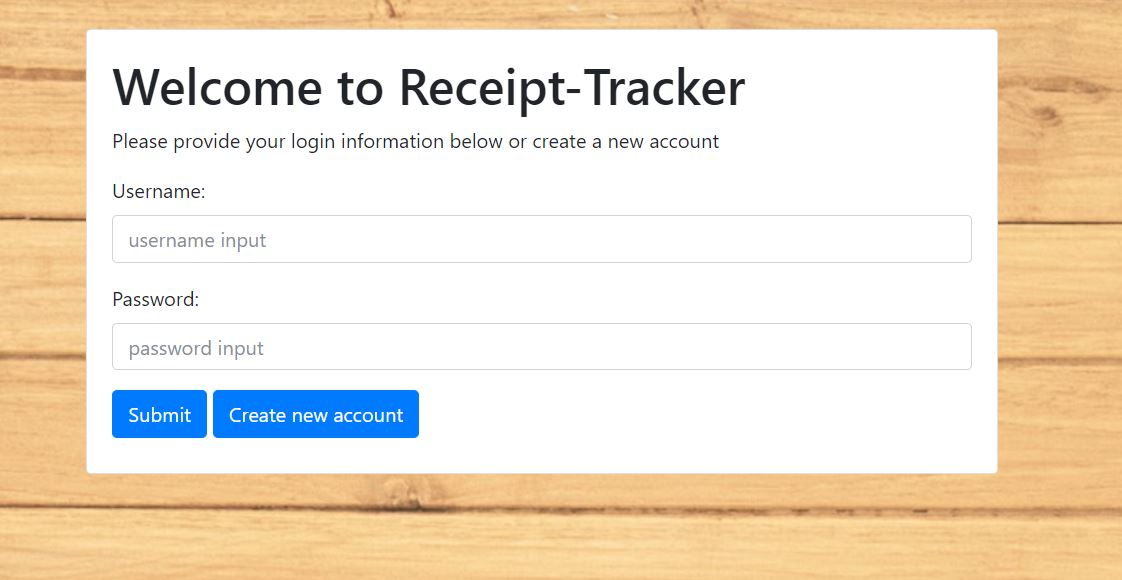 Welcome to Receipt-Tracker
Please provide your login information below or create a new account
Username:
username input
Password:
password input
Submit Create new account